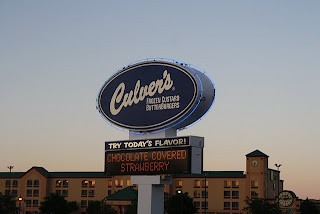 Culver's
FROZEN CUSTARD
BUTTERBURGERS
TRY TODAY'S FLAVOR!
CHOCOLATE COVERED
STRAWBERRY